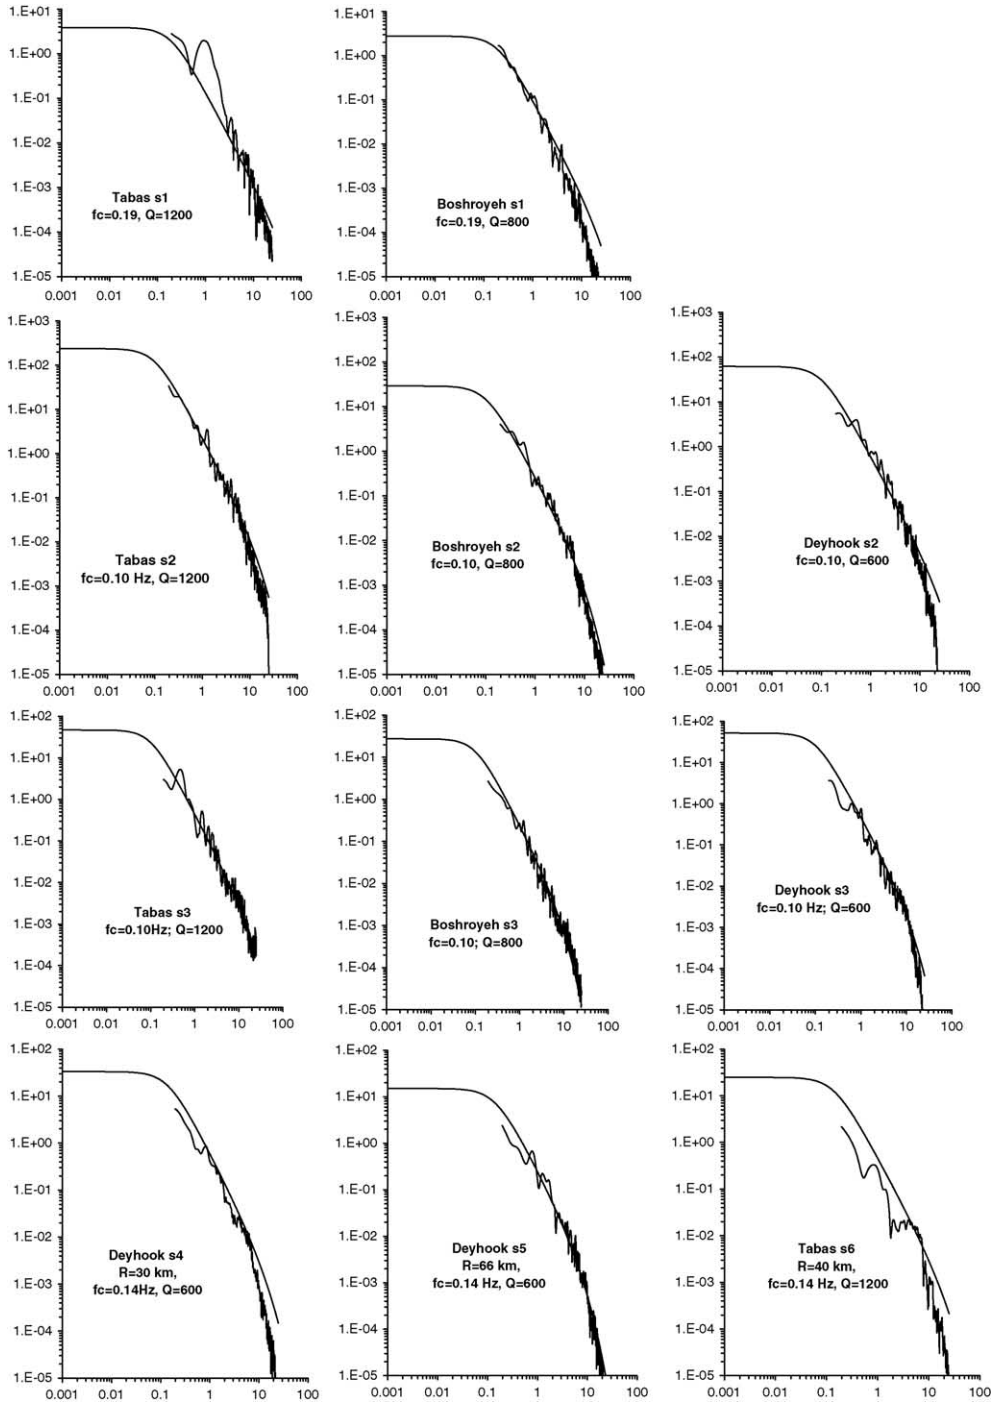 1.E+01
1.E+00
1.E-01
1.E-02
1.E-03
1.E-04
1.E-05
Tabas s1
fc=0.19, Q=1200
0.001 0.01 0.1 1 10 100
1.E+01
1.E+00
1.E-01
1.E-02
1.E-03
1.E-04
1.E-05
Boshroyeh s1
fc=0.19, Q=800
0.001 0.01 0.1 1 10 100
1.E+03
1.E+02
1.E+01
1.E+00
1.E-01
1.E-02
1.E-03
1.E-04
1.E-05
Tabas s2
fc=0.10 Hz, Q=1200
0.001 0.01 0.1 1 10 100
1.E+03
1.E+02
1.E+01
1.E+00
1.E-01
1.E-02
1.E-03
1.E-04
1.E-05
Boshroyeh s2
fc=0.10, Q=800
0.001 0.01 0.1 1 10 100
1.E+03
1.E+02
1.E+01
1.E+00
1.E-01
1.E-02
1.E-03
1.E-04
1.E-05
Deyhook s2
fc=0.10, Q=600
0.001 0.01 0.1 1 10 100
1.E+02
1.E+01
1.E+00
1.E-01
1.E-02
1.E-03
1.E-04
1.E-05
Tabas s3
fc=0.10Hz; Q=1200
0.001 0.01 0.1 1 10 100
1.E+02
1.E+01
1.E+00
1.E-01
1.E-02
1.E-03
1.E-04
1.E-05
Boshroyeh s3
fc=0.10; Q=800
0.001 0.01 0.1 1 10 100
1.E+02
1.E+01
1.E+00
1.E-01
1.E-02
1.E-03
1.E-04
1.E-05
Deyhook s3
fc=0.10 Hz; Q=600
0.001 0.01 0.1 1 10 100
1.E+02
1.E+01
1.E+00
1.E-01
1.E-02
1.E-03
1.E-04
1.E-05
Deyhook s4
R=30 km,
fc=0.14Hz, Q=600
0.001 0.01 0.1 1 10 100
1.E+02
1.E+01
1.E+00
1.E-01
1.E-02
1.E-03
1.E-04
1.E-05
Deyhook s5
R=66 km,
fc=0.14 Hz, Q=600
0.001 0.01 0.1 1 10 100
1.E+02
1.E+01
1.E+00
1.E-01
1.E-02
1.E-03
1.E-04
1.E-05
Tabas s6
R=40 km,
fc=0.14 Hz, Q=1200
0.001 0.01 0.1 1 10 100